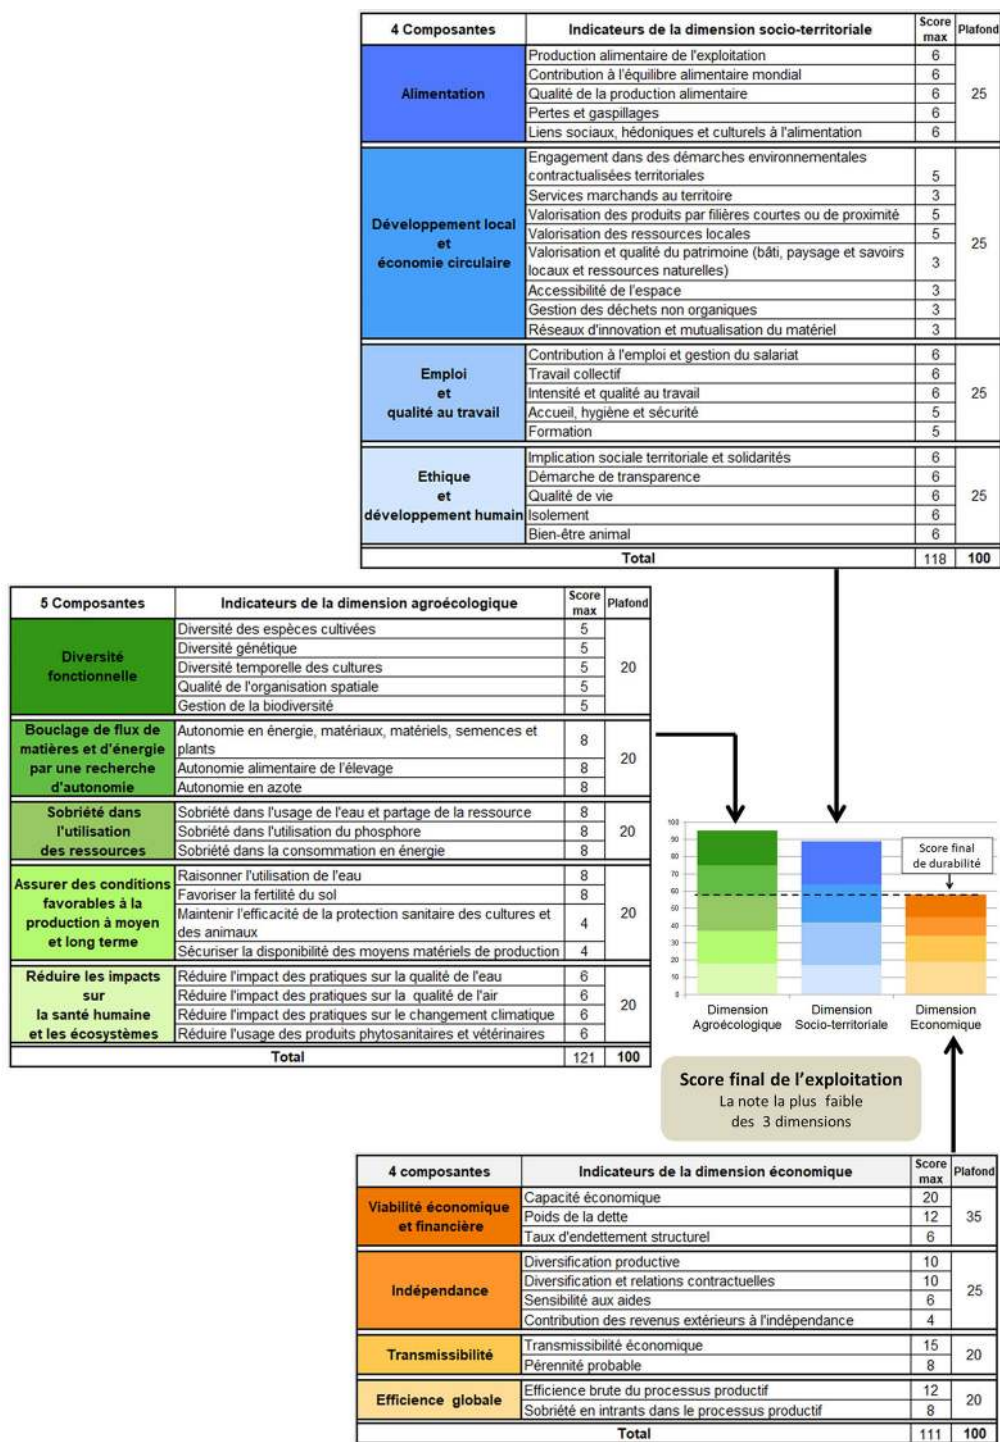 4 Composantes Indicateurs de la dimension socio-territoriale Score max Plafond
Alimentation
Production alimentaire de l'exploitation 6
Contribution à l'équilibre alimentaire mondial 6
Qualité de la production alimentaire 6
Pertes et gaspillages 6
Liens sociaux, hédoniques et culturels à l'alimentation 6
25
Développement local
et
économie circulaire
Engagement dans des démarches environnementales
contractualisées territoriales 5
Services marchands au territoire 3
Valorisation des produits par filières courtes ou de proximité 5
Valorisation des ressources locales 5
Valorisation et qualité du patrimoine (bâti, paysage et savoirs
locaux et ressources naturelles) 3
Accessibilité de l'espace 3
Gestion des déchets non organiques 3
Réseaux d'innovation et mutualisation du matériel 3
25
Emploi
et
qualité au travail
Contribution à l'emploi et gestion du salariat 6
Travail collectif 6
Intensité et qualité au travail 6
Accueil, hygiène et sécurité 5
Formation 5
25
Ethique
et
développement humain
Implication sociale territoriale et solidarités 6
Démarche de transparence 6
Qualité de vie 6
Isolement 6
Bien-être animal 6
25
Total 118 100
5 Composantes Indicateurs de la dimension agroécologique Score max Plafond
Diversité
fonctionnelle
Diversité des espèces cultivées 5
Diversité génétique 5
Diversité temporelle des cultures 5
Qualité de l'organisation spatiale 5
Gestion de la biodiversité 5
20
Bouclage de flux de
matières et d'énergie
par une recherche
d'autonomie
Autonomie en énergie, matériaux, matériels, semences et
plants 8
Autonomie alimentaire de l'élevage 8
Autonomie en azote 8
20
Sobriété dans
l'utilisation
des ressources
Sobriété dans l'usage de l'eau et partage de la ressource 8
Sobriété dans l'utilisation du phosphore 8
Sobriété dans la consommation en énergie 8
20
Assurer des conditions
favorables à la
production à moyen
et long terme
Raisonner l'utilisation de l'eau 8
Favoriser la fertilité du sol 8
Maintenir l'efficacité de la protection sanitaire des cultures et
des animaux 4
Sécuriser la disponibilité des moyens matériels de production 4
20
Réduire les impacts
sur
la santé humaine
et les écosystèmes
Réduire l'impact des pratiques sur la qualité de l'eau 6
Réduire l'impact des pratiques sur la qualité de l'air 6
Réduire l'impact des pratiques sur le changement climatique 6
Réduire l'usage des produits phytosanitaires et vétérinaires 6
20
Total 121 100
100
90
80
70
60
50
40
30
20
10
0
Score final
de durabilité
Dimension
Agroécologique
Dimension
Socio-territoriale
Dimension
Economique
Score final de l'exploitation
La note la plus faible
des 3 dimensions
4 composantes Indicateurs de la dimension économique Score max Plafond
Viabilité économique
et financière
Capacité économique 20
Poids de la dette 12
Taux d'endettement structurel 6
35
Indépendance
Diversification productive 10
Diversification et relations contractuelles 10
Sensibilité aux aides 6
Contribution des revenus extérieurs à l'indépendance 4
25
Transmissibilité
Transmissibilité économique 15
Pérennité probable 8
20
Efficience globale
Efficience brute du processus productif 12
Sobriété en intrants dans le processus productif 8
20
Total 111 100